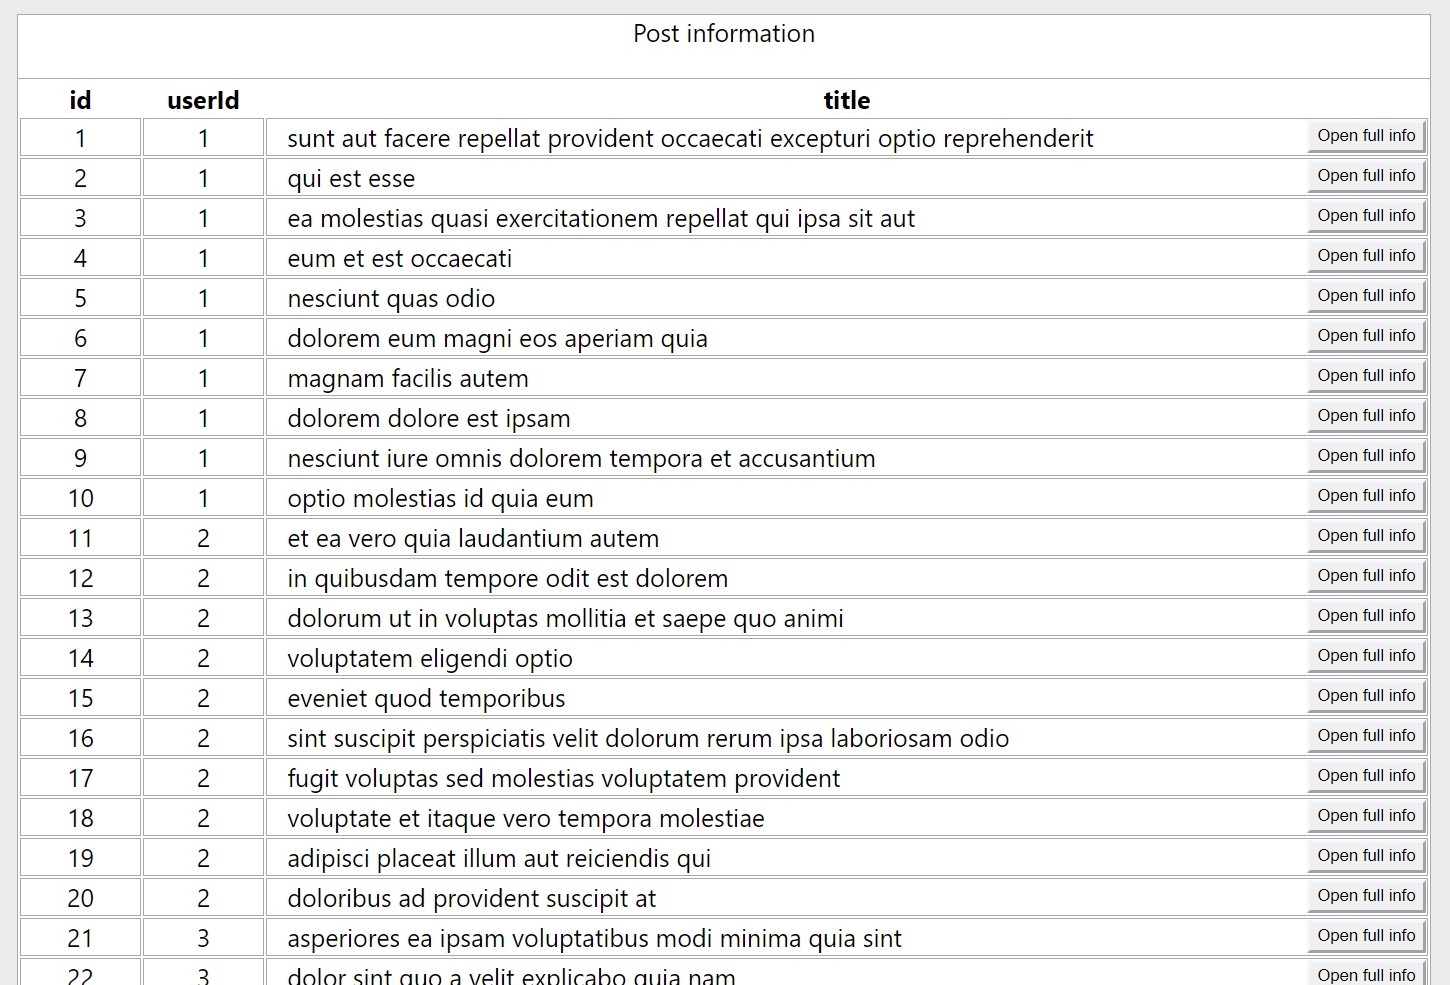 Post information
id userId title
1 1 sunt aut facere repellat provident occaecati excepturi optio reprehenderit Open full info
2 1 qui est esse Open full info
3 1 ea molestias quasi exercitationem repellat qui ipsa sit aut Open full info
4 1 eum et est occaecati Open full info
5 1 nesciunt quas odio Open full info
6 1 dolorem eum magni eos aperiam quia Open full info
7 1 magnam facilis autem Open full info
8 1 dolorem dolore est ipsam Open full info
9 1 nesciunt iure omnis dolorem tempora et accusantium Open full info
10 1 optio molestias id quia eum Open full info
11 2 et ea vero quia laudantium autem Open full info
12 2 in quibusdam tempore odit est dolorem Open full info
13 2 dolorum ut in voluptas mollitia et saepe quo animi Open full info
14 2 voluptatem eligendi optio Open full info
15 2 eveniet quod temporibus Open full info
16 2 sint suscipit perspiciatis velit dolorum rerum ipsa laboriosam odio Open full info
17 2 fugit voluptas sed molestias voluptatem provident Open full info
18 2 voluptate et itaque vero tempora molestiae Open full info
19 2 adipisci placeat illum aut reiciendis qui Open full info
20 2 doloribus ad provident suscipit at Open full info
21 3 asperiores ea ipsam voluptatibus modi minima quia sint Open full info
22 3 dolor sint quo a velit explicabo quia nam Open full info